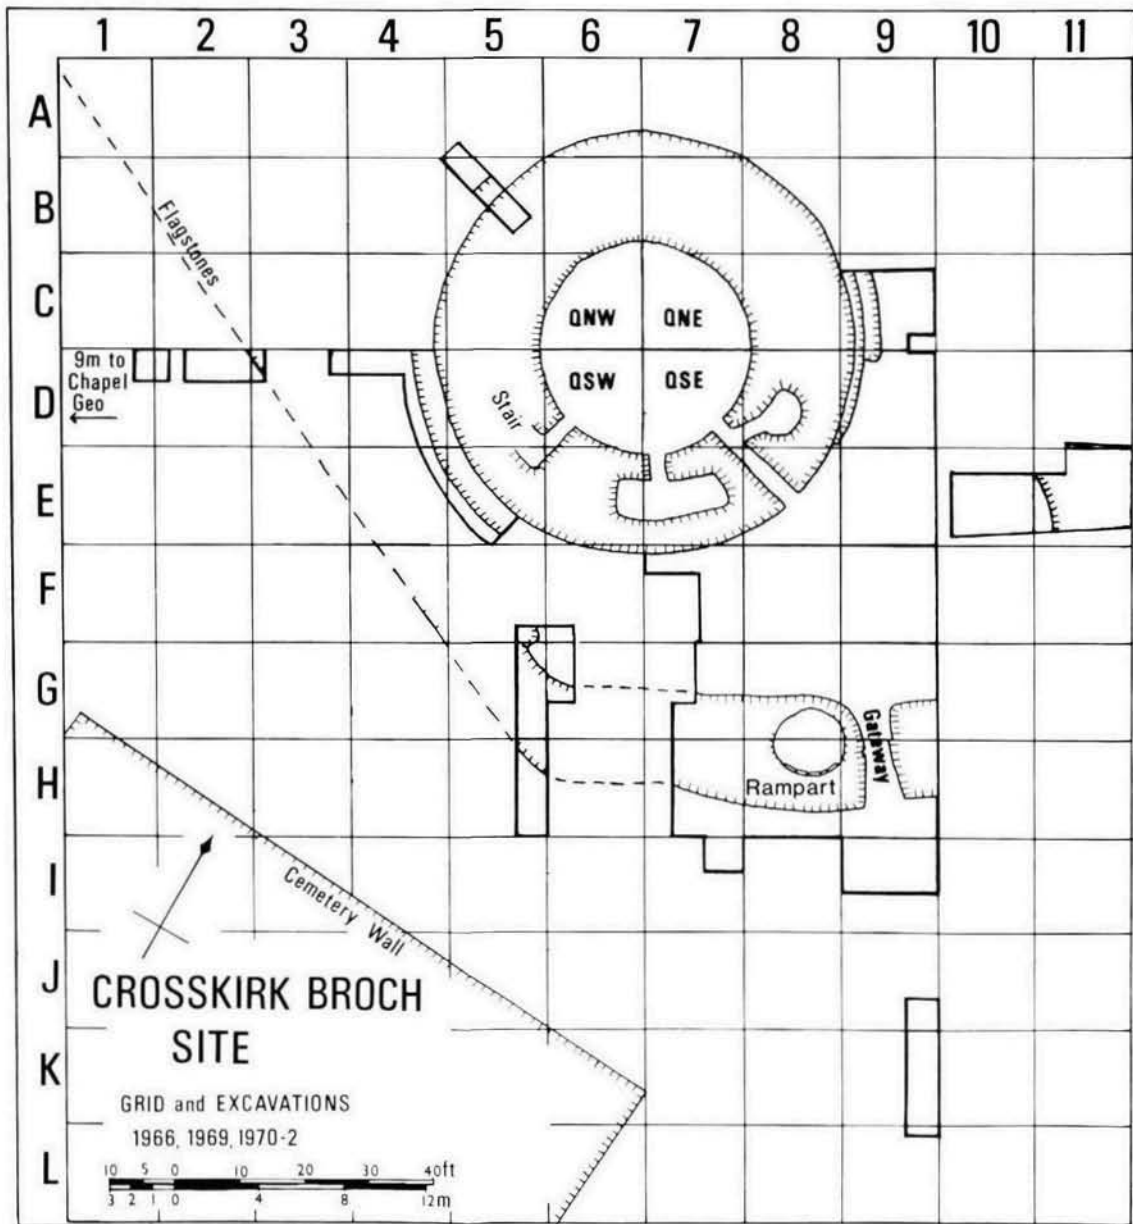 1 2 3 4 5 6 7 8 9 10 11
A
B
Flagstones
C
QNW QNE
9m to
Chapel
Geo
QSW QSE
D
Stair
E
F
G
Gateway
H
Rampart
I
Cemetery Wall
J
CROSSKIRK BROCH
SITE
K
GRID and EXCAVATIONS
1966, 1969, 1970-2
L
10 5 0 10 20 30 40ft
3 2 1 0 4 8 12m